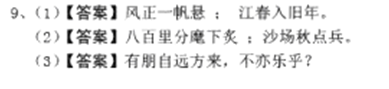 9、（1）【答案】风正一帆悬 ； 江春入旧年。
（2）【答案】八百里分麾下炙 ；沙场秋点兵。
（3）【答案】有朋自远方来，不亦乐乎？